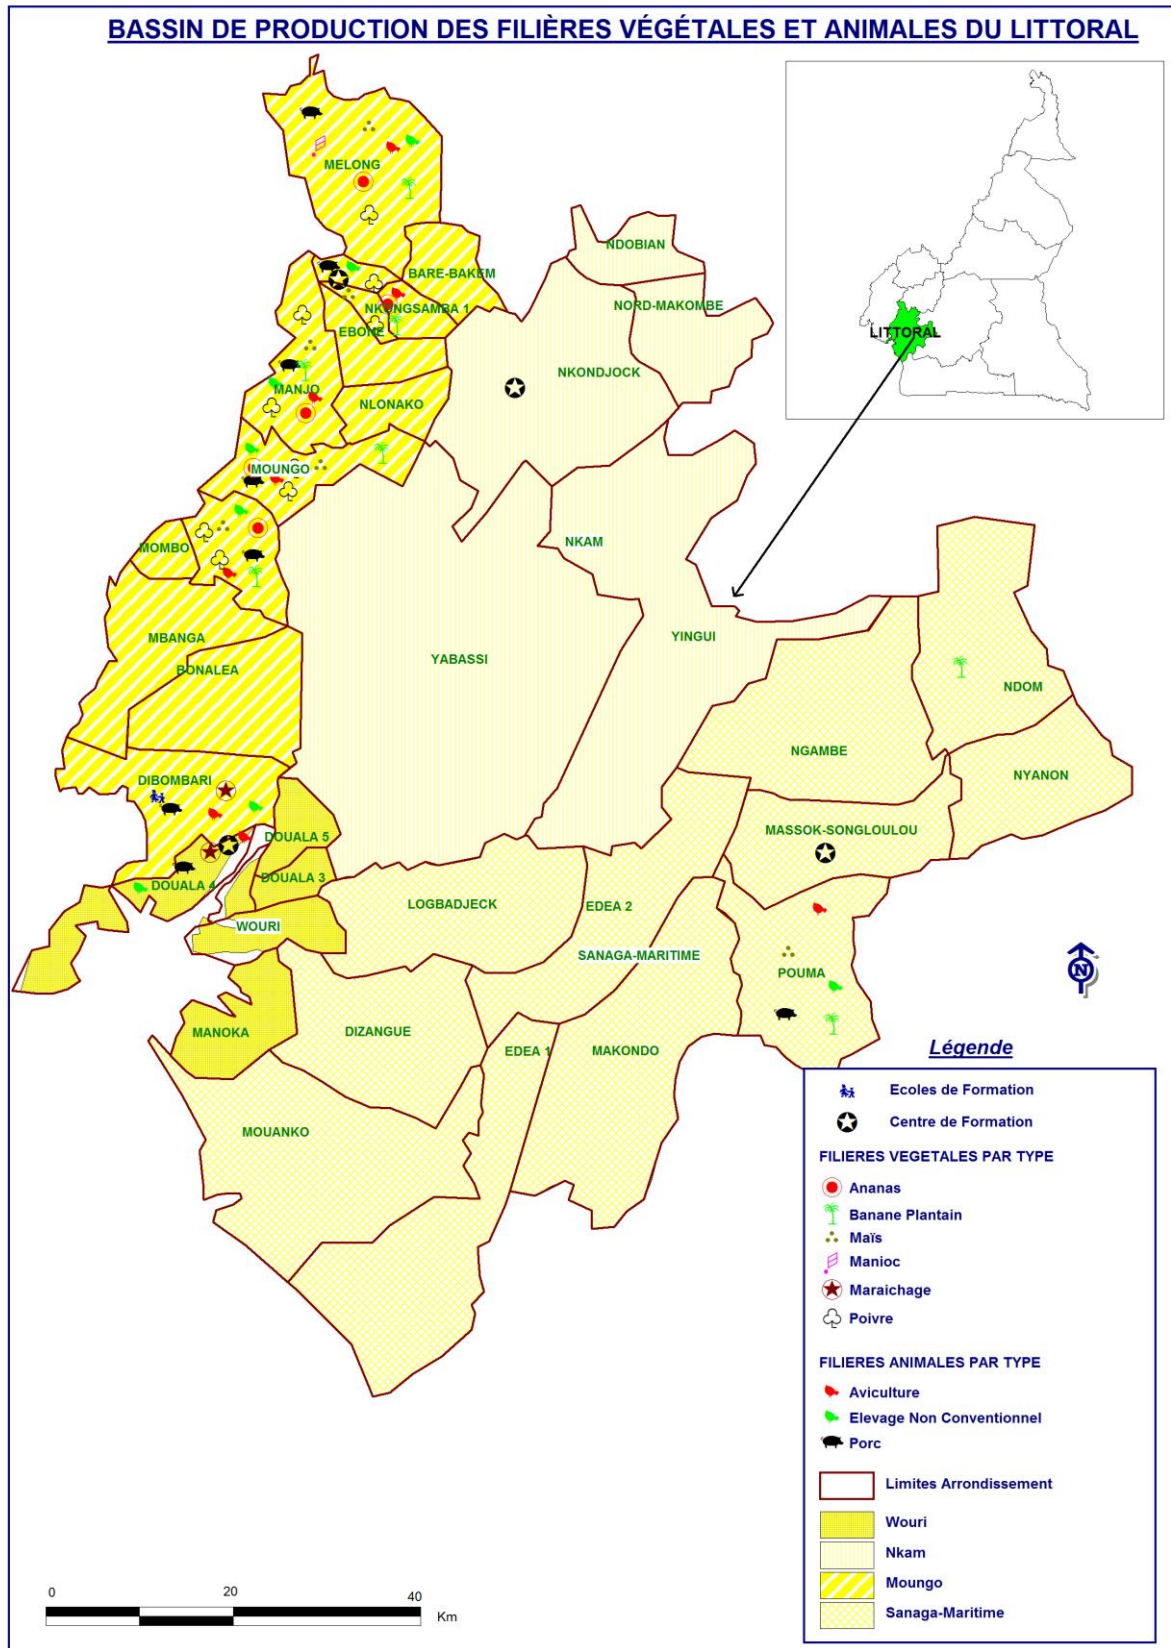 BASSIN DE PRODUCTION DES FILIÈRES VÉGÉTALES ET ANIMALES DU LITTORAL
LITTORAL
MELONG
BARE-BAKEM
NDOBIAN
NORD-MAKOMBE
NKONGSAMBA 1
EBONE
NKONDJOCK
MANJO
NLONAKO
MOUNGO
MOMBO
NKAM
MBANGA
BONALEA
YABASSI
YINGUI
NDOM
NGAMBE
NYANON
DIBOMBARI
DOUALA 5
MASSOK-SONGLOULOU
DOUALA 4
DOUALA 3
LOGBADJECK
EDEA 2
WOURI
SANAGA-MARITIME
POUMA
MANOKA
DIZANGUE
EDEA 1
MAKONDO
MOUANKO
N
Légende
Ecoles de Formation
Centre de Formation
FILIERES VEGETALES PAR TYPE
Ananas
Banane Plantain
Maïs
Manioc
Maraichage
Poivre
FILIERES ANIMALES PAR TYPE
Aviculture
Elevage Non Conventionnel
Porc
Limites Arrondissement
Wouri
Nkam
Moungo
Sanaga-Maritime
0 20 40
Km